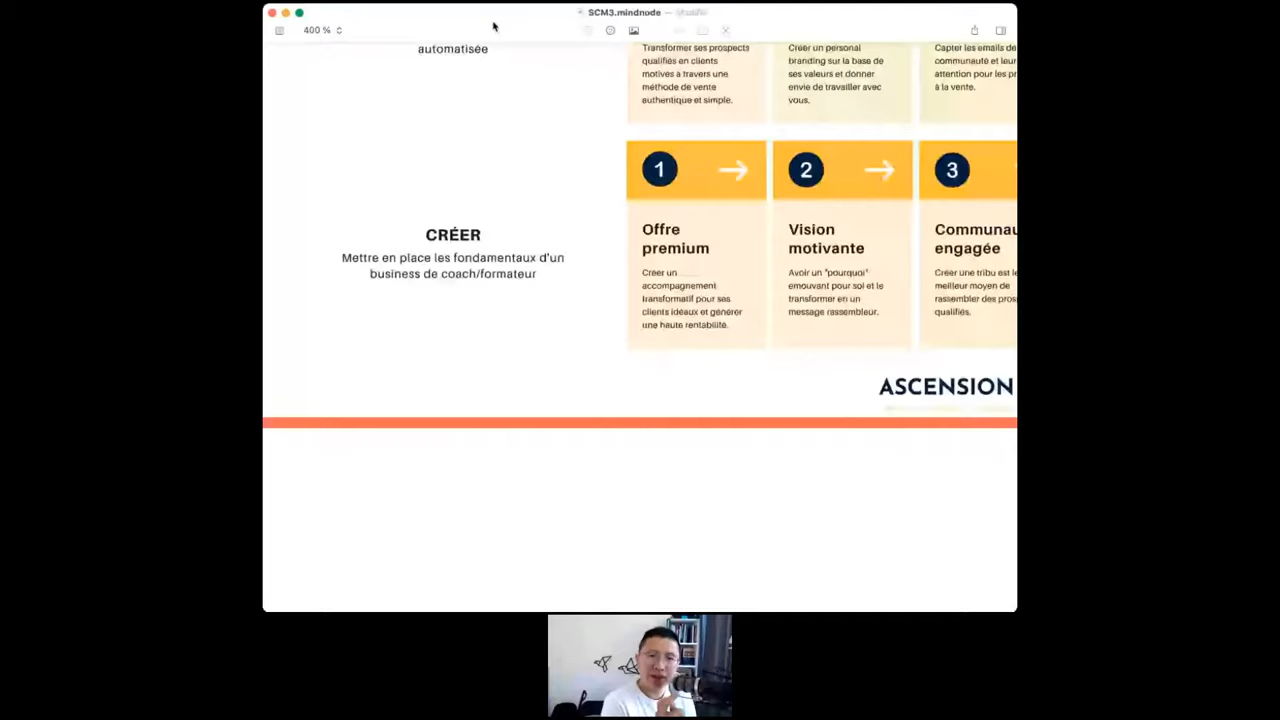 SCM3.mindnode — Modifié
400 %
automatisée
Transformer ses prospects
qualifiés en clients
motivés à travers une
méthode de vente
authentique et simple.
Créer un personal
branding sur la base de
ses valeurs et donner
envie de travailler avec
vous.
Capter les emails de
communauté et leur
attention pour les pr
à la vente.
1
2
3
CRÉER
Mettre en place les fondamentaux d'un
business de coach/formateur
Offre
premium
Créer un
accompagnement
transformatif pour ses
clients idéaux et générer
une haute rentabilité.
Vision
motivante
Avoir un "pourquoi"
émouvant pour soi et le
transformer en un
message rassembleur.
Communau
engagée
Créer une tribu est le
meilleur moyen de
rassembler des pros
qualifiés.
ASCENSION